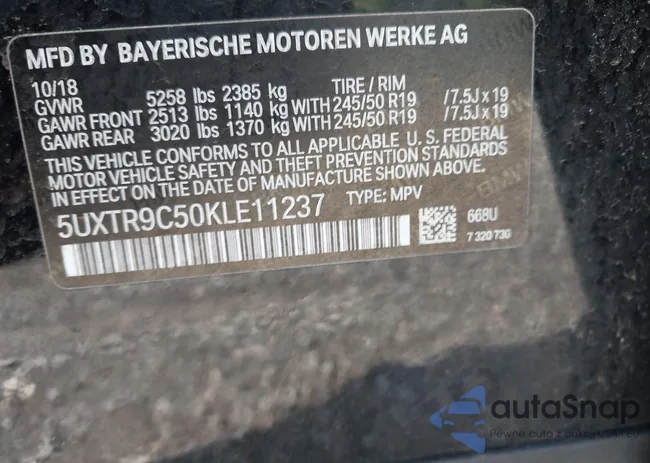 MFD BY BAYERISCHE MOTOREN WERKE AG
10/18 TIRE / RIM
GVWR 5258 lbs 2385 kg
GAWR FRONT 2513 lbs 1140 kg WITH 245/50 R19 /7.5J x 19
GAWR REAR 3020 lbs 1370 kg WITH 245/50 R19 /7.5J x 19
THIS VEHICLE CONFORMS TO ALL APPLICABLE U. S. FEDERAL
MOTOR VEHICLE SAFETY AND THEFT PREVENTION STANDARDS
IN EFFECT ON THE DATE OF MANUFACTURE SHOWN ABOVE.
5UXTR9C50KLE11237 TYPE: MPV
668U
7 320 730
autaSnap